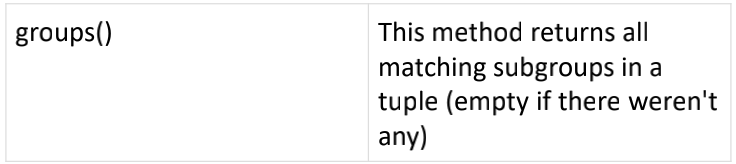 groups()
This method returns all
matching subgroups in a
tuple (empty if there weren't
any)